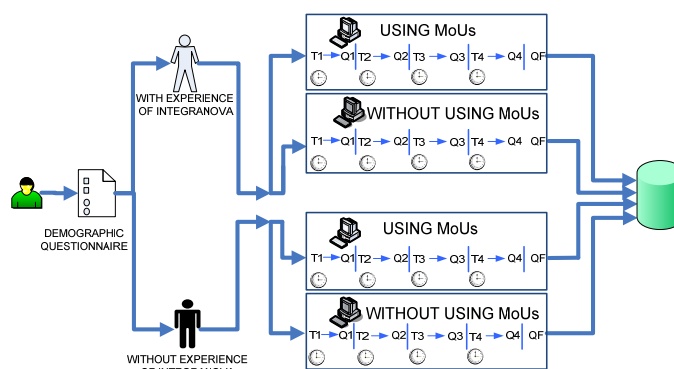 USING MoUs
T1 Q1 T2 Q2 T3 Q3 T4 Q4 QF
WITH EXPERIENCE
OF INTEGRANOVA
WITHOUT USING MoUs
T1 Q1 T2 Q2 T3 Q3 T4 Q4 QF
DEMOGRAPHIC
QUESTIONNAIRE
USING MoUs
T1 Q1 T2 Q2 T3 Q3 T4 Q4 QF
WITHOUT USING MoUs
T1 Q1 T2 Q2 T3 Q3 T4 Q4 QF
WITHOUT EXPERIENCE
OF INTEGRANOVA